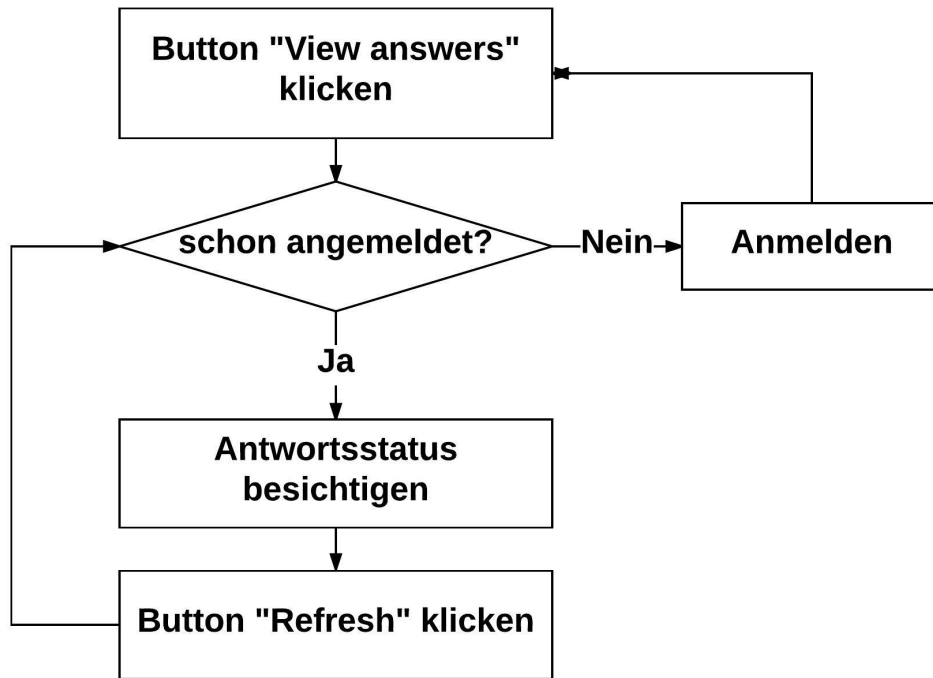 Button "View answers"
klicken
schon angemeldet?
Nein
Anmelden
Ja
Antwortsstatus
besichtigen
Button "Refresh" klicken